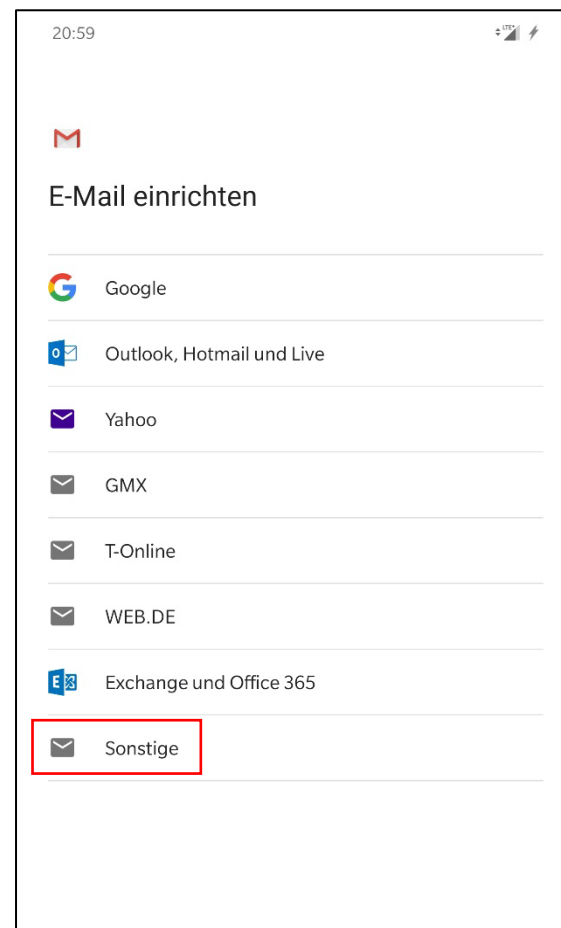 20:59
LTE+
E-Mail einrichten
Google
Outlook, Hotmail und Live
Yahoo
GMX
T-Online
WEB.DE
Exchange und Office 365
Sonstige